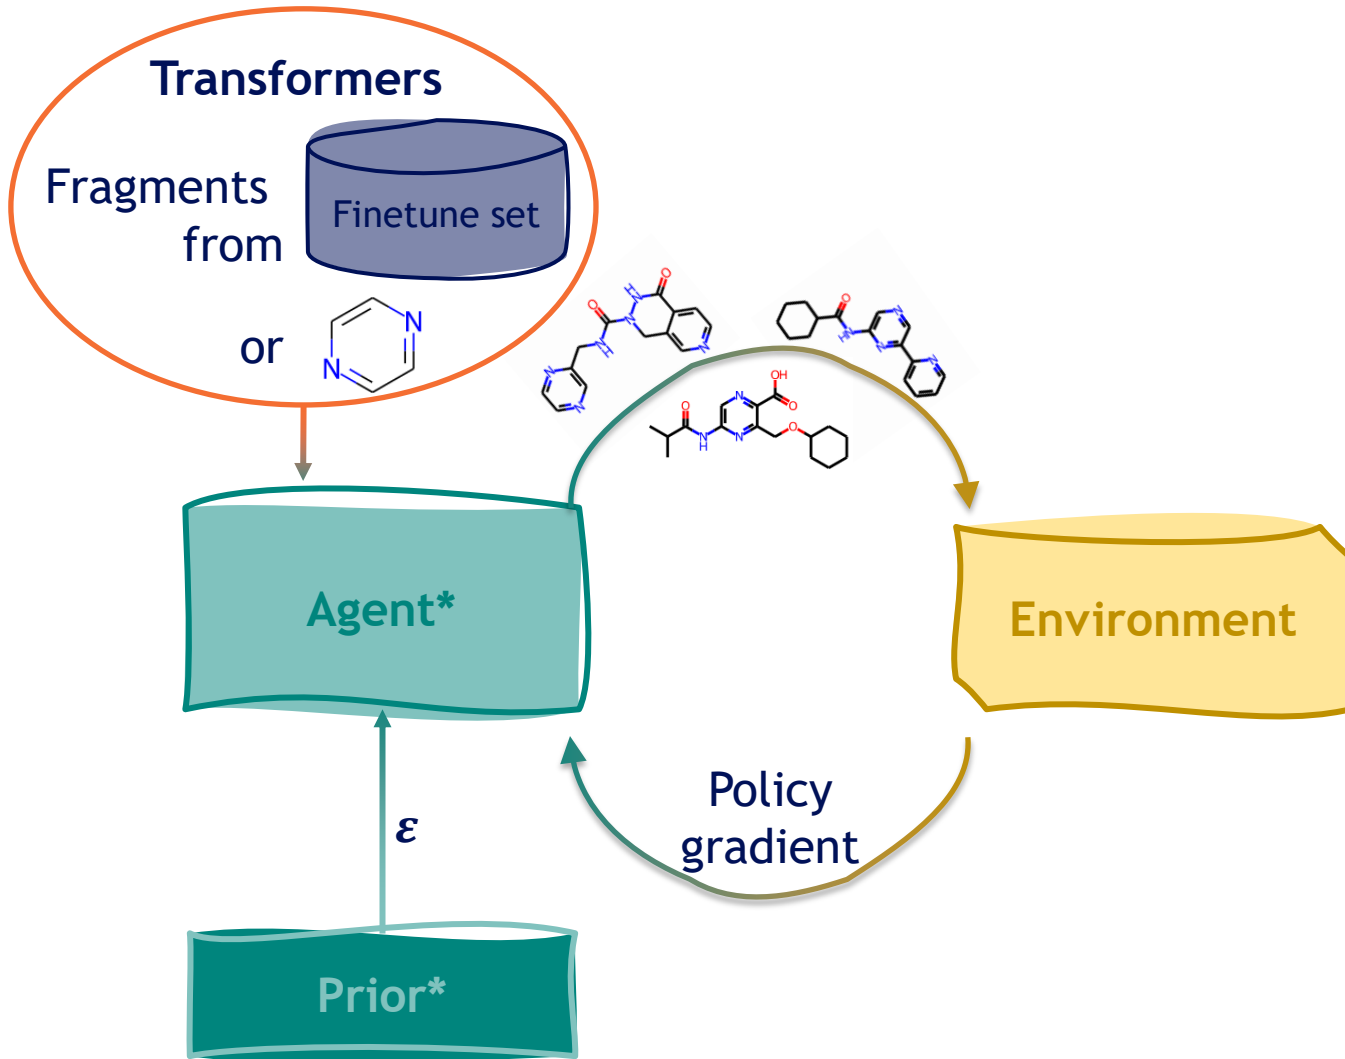 Transformers
Fragments
from
Finetune set
or
N
N
Agent*
Environment
Policy
gradient
ε
Prior*